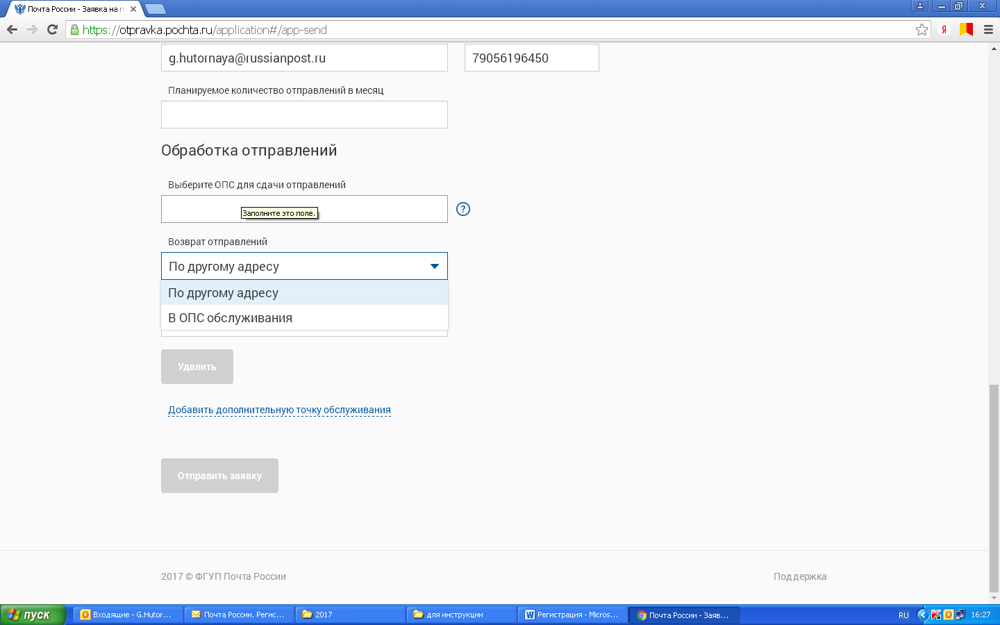 Почта России - Заявка на п
https://otpravka.pochta.ru/application#/app-send
g.hutornaya@russianpost.ru
79056196450
Планируемое количество отправлений в месяц
Обработка отправлений
Выберите ОПС для сдачи отправлений
Заполните это поле.
?
Возврат отправлений
По другому адресу
По другому адресу
В ОПС обслуживания
Удалить
Добавить дополнительную точку обслуживания
Отправить заявку
2017 © ФГУП Почта России
Поддержка
пуск
Входящие - G.Hutor...
Почта России. Регис...
2017
для инструкции
Регистрация - Micros...
Почта России - Заяв...
RU
16:27